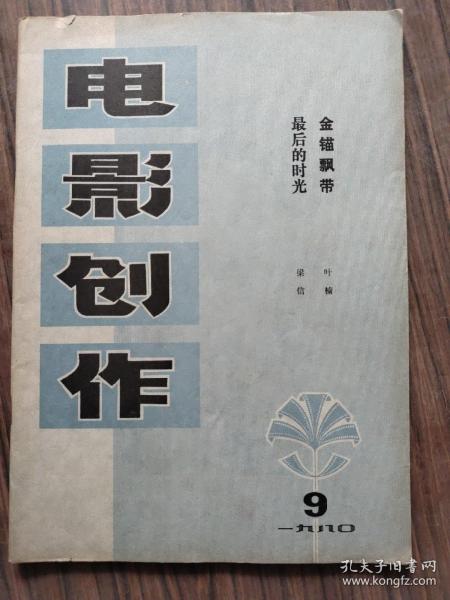 电影创作
金锚飘带
叶楠
最后的时光
梁信
9
一九八〇
孔夫子旧书网
www.kongfz.com